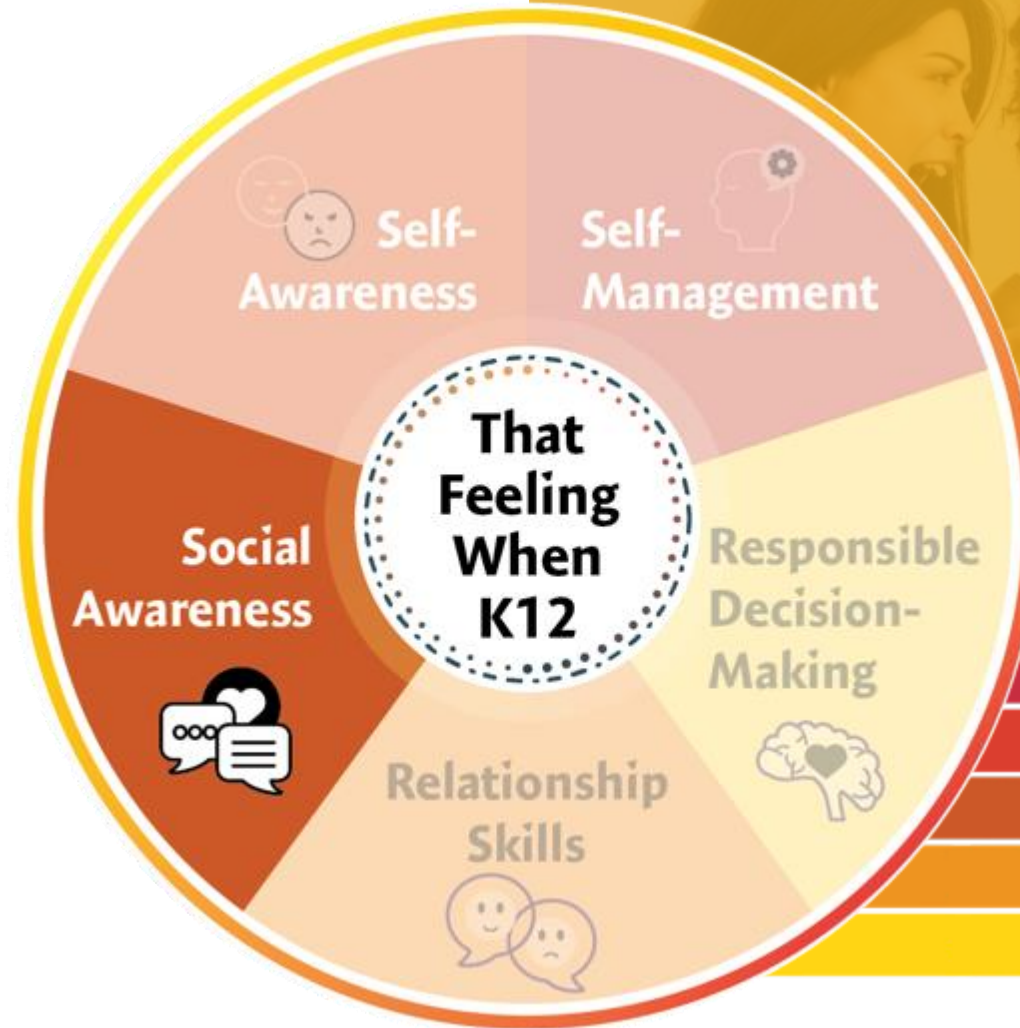 Self-
Awareness
Self-
Management
That
Feeling
When
K12
Social
Awareness
Responsible
Decision-
Making
Relationship
Skills